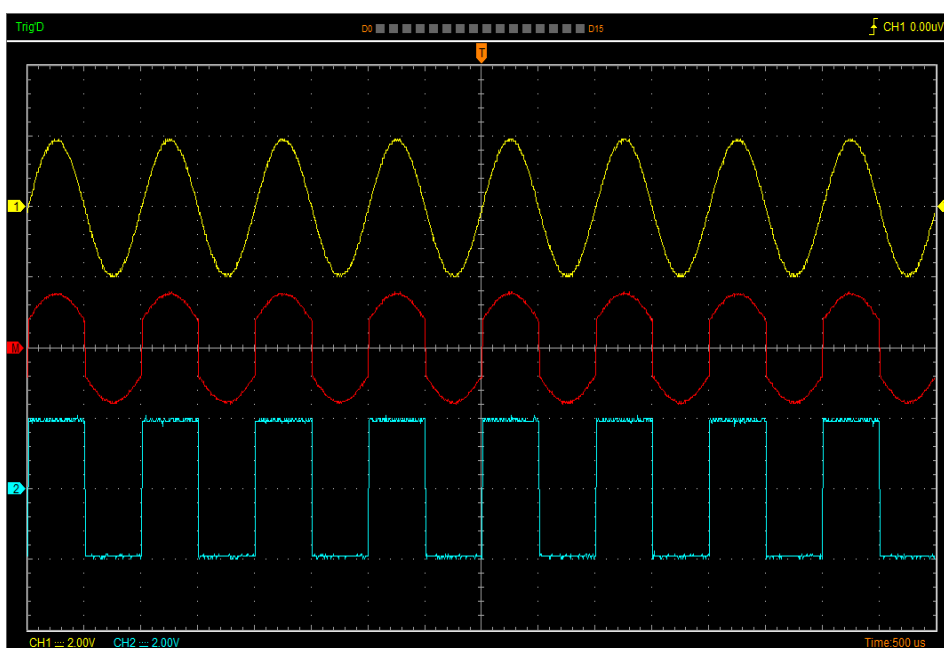 Trig'D D0 D15 CH1 0.00uV
T
1
M
2
CH1 2.00V CH2 2.00V Time:500 us